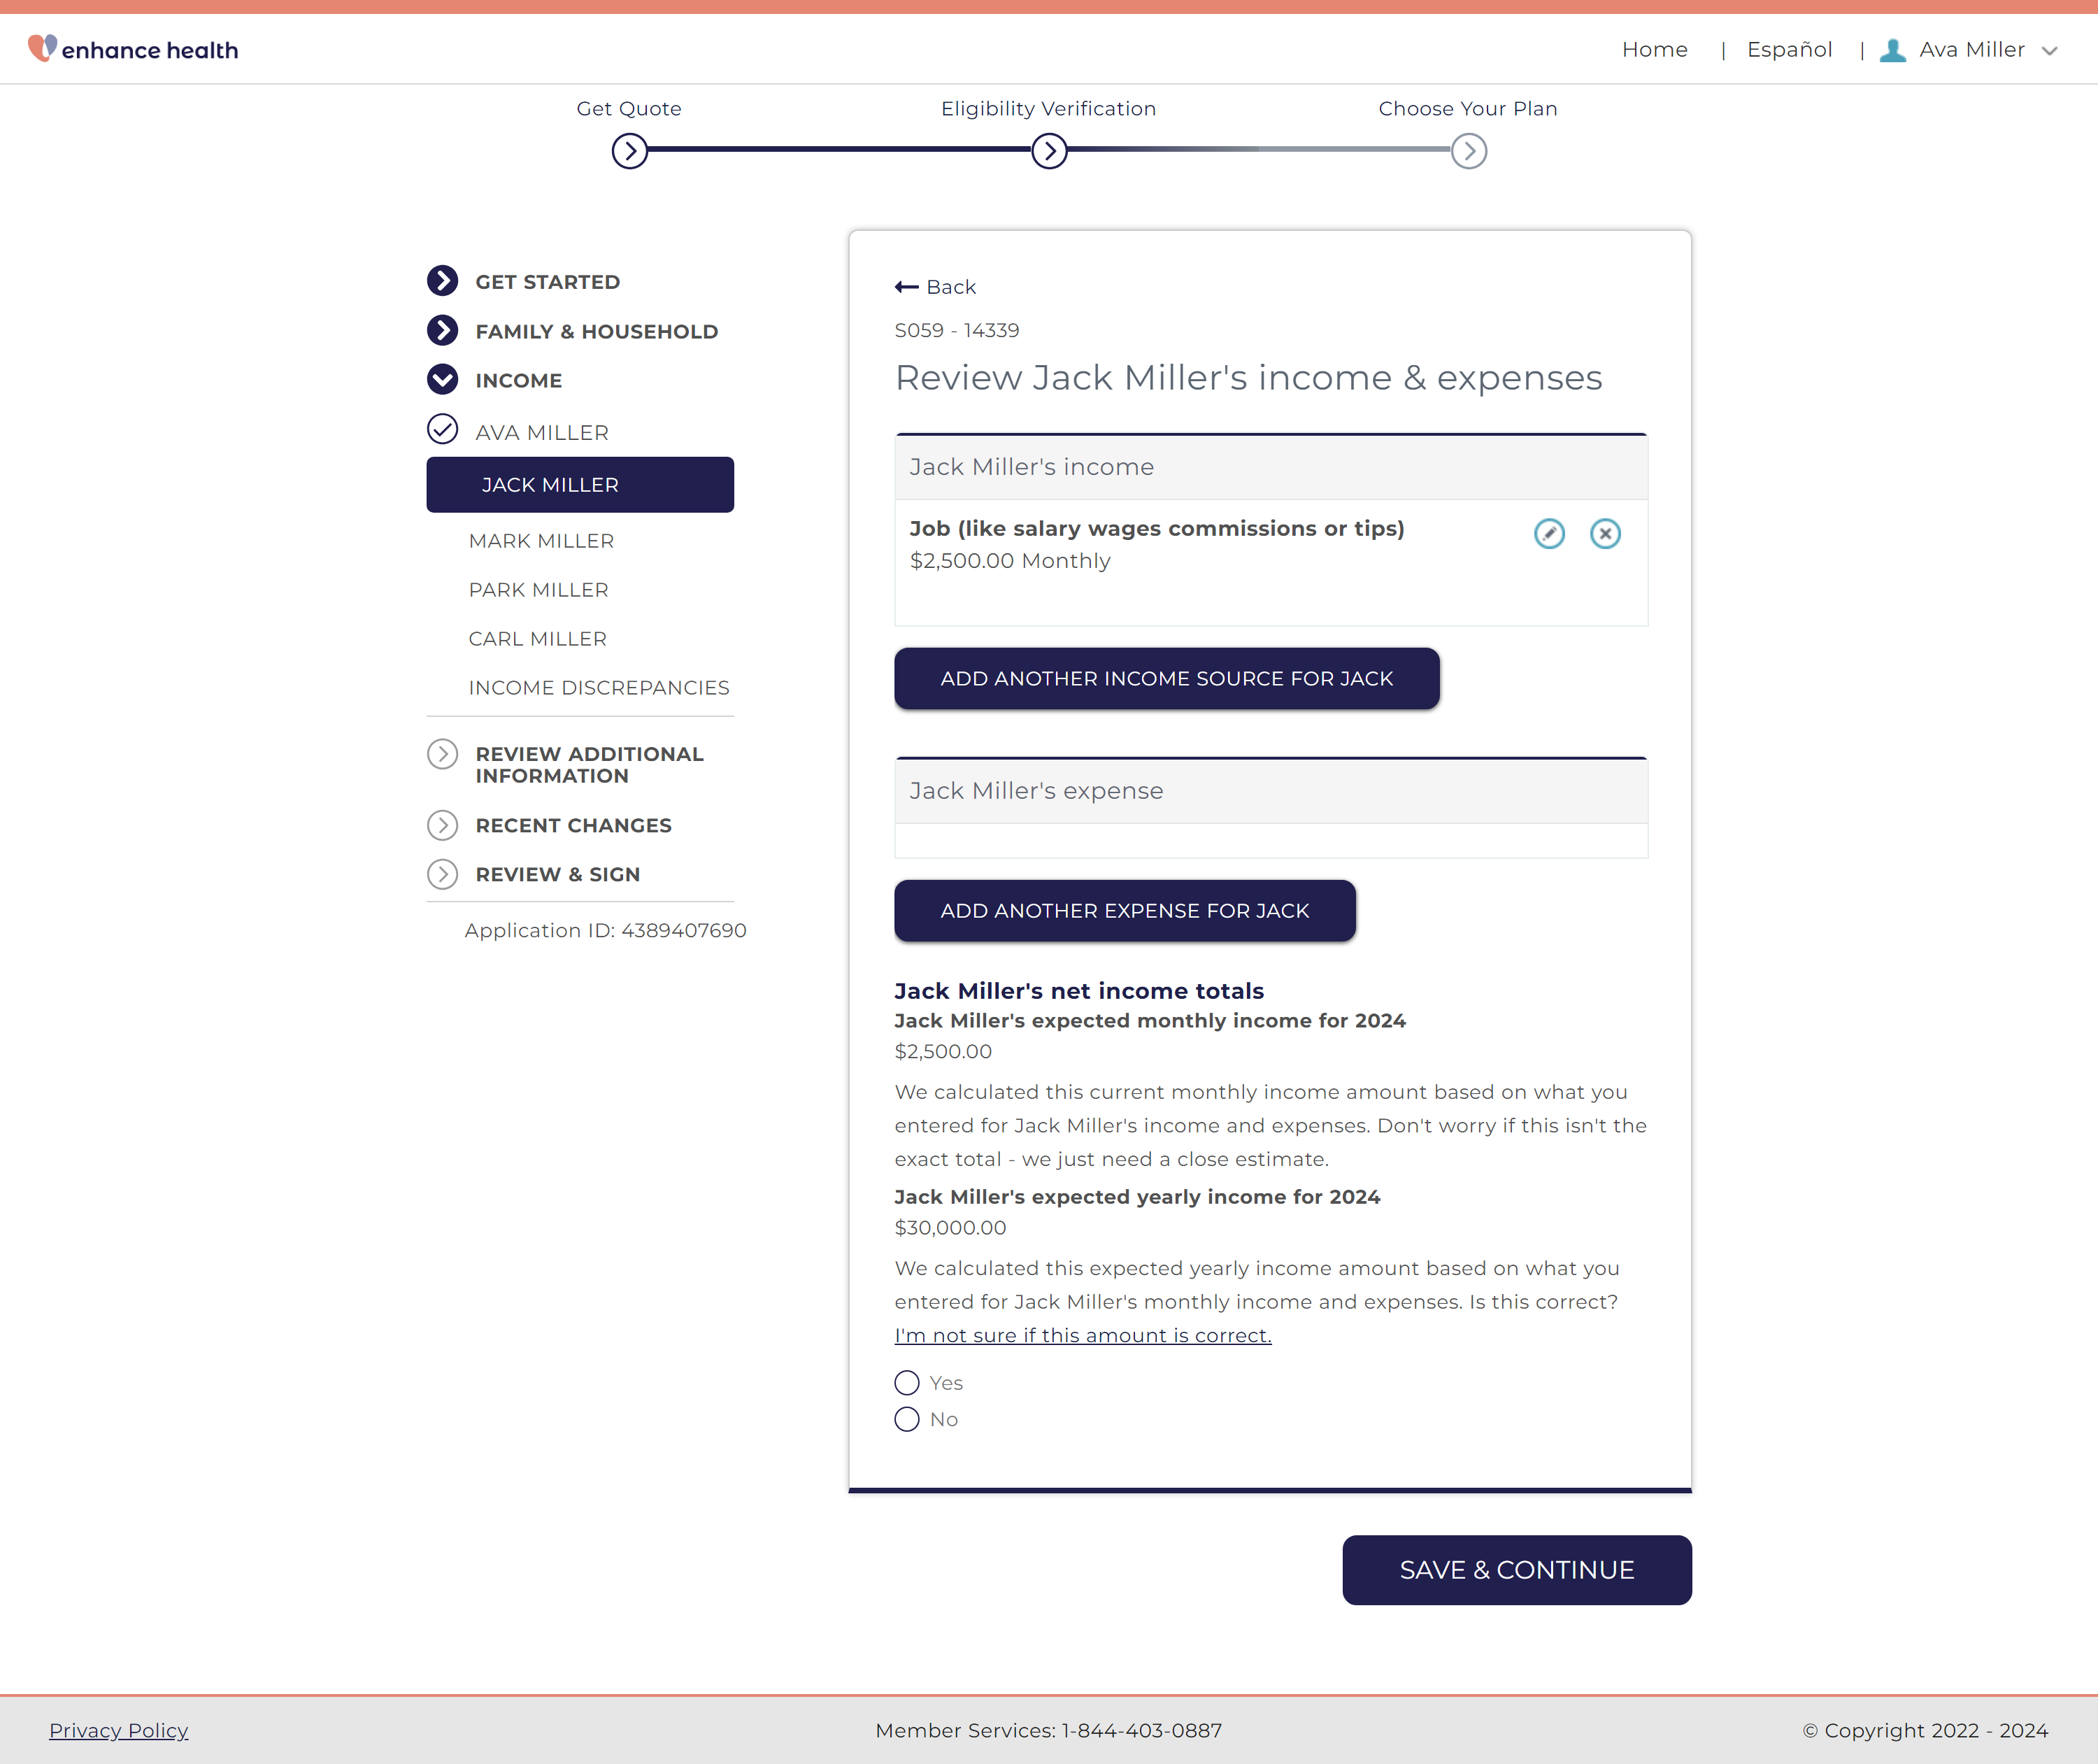 enhance health
Home | Español | Ava Miller
Get Quote
Eligibility Verification
Choose Your Plan
GET STARTED
FAMILY & HOUSEHOLD
INCOME
AVA MILLER
JACK MILLER
MARK MILLER
PARK MILLER
CARL MILLER
INCOME DISCREPANCIES
REVIEW ADDITIONAL
INFORMATION
RECENT CHANGES
REVIEW & SIGN
Application ID: 4389407690
Back
S059 - 14339
Review Jack Miller's income & expenses
Jack Miller's income
Job (like salary wages commissions or tips)
$2,500.00 Monthly
ADD ANOTHER INCOME SOURCE FOR JACK
Jack Miller's expense
ADD ANOTHER EXPENSE FOR JACK
Jack Miller's net income totals
Jack Miller's expected monthly income for 2024
$2,500.00
We calculated this current monthly income amount based on what you
entered for Jack Miller's income and expenses. Don't worry if this isn't the
exact total - we just need a close estimate.
Jack Miller's expected yearly income for 2024
$30,000.00
We calculated this expected yearly income amount based on what you
entered for Jack Miller's monthly income and expenses. Is this correct?
I'm not sure if this amount is correct.
Yes
No
SAVE & CONTINUE
Privacy Policy
Member Services: 1-844-403-0887
© Copyright 2022 - 2024